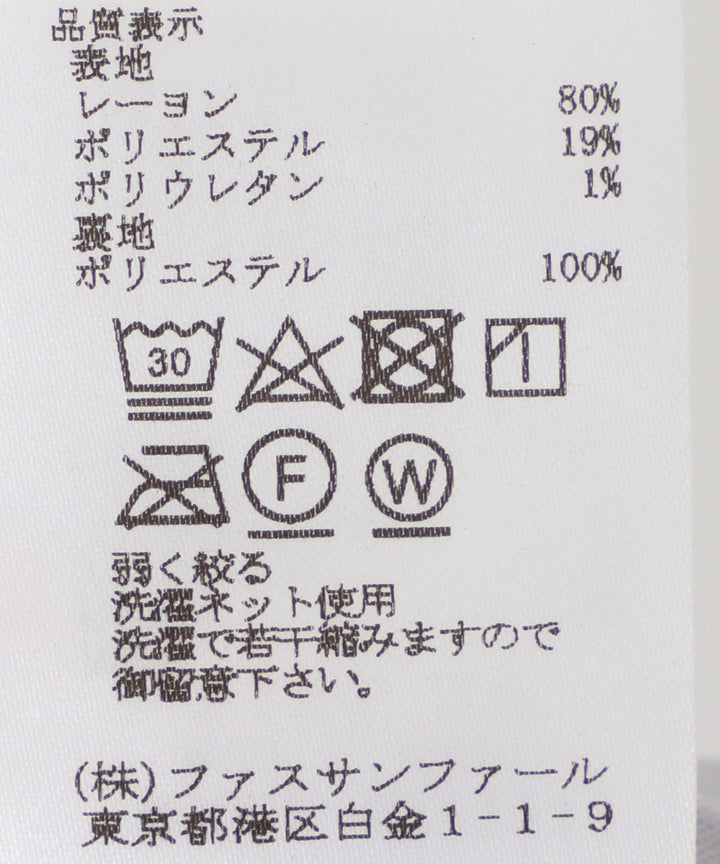 品質表示
表地
レーヨン 80%
ポリエステル 19%
ポリウレタン 1%
裏地
ポリエステル 100%
30
F W
弱く絞る
洗濯ネット使用
洗濯で若干縮みますので
御留意下さい。
(株)ファスサンファール
東京都港区白金1-1-9